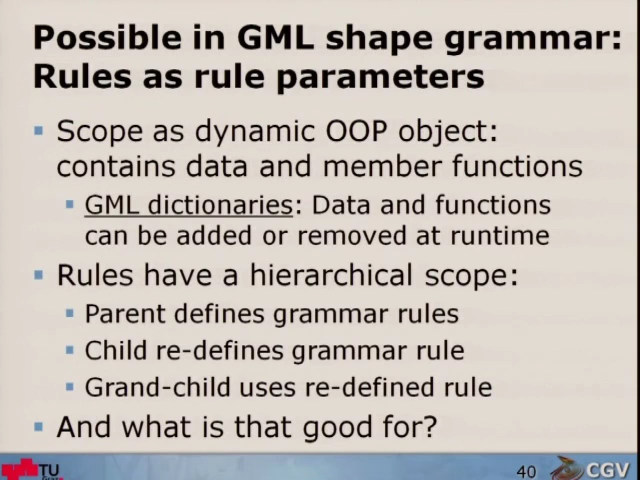 Possible in GML shape grammar:
Rules as rule parameters
Scope as dynamic OOP object:
contains data and member functions
GML dictionaries: Data and functions
can be added or removed at runtime
Rules have a hierarchical scope:
Parent defines grammar rules
Child re-defines grammar rule
Grand-child uses re-defined rule
And what is that good for?
TU
Graz
40
CGV